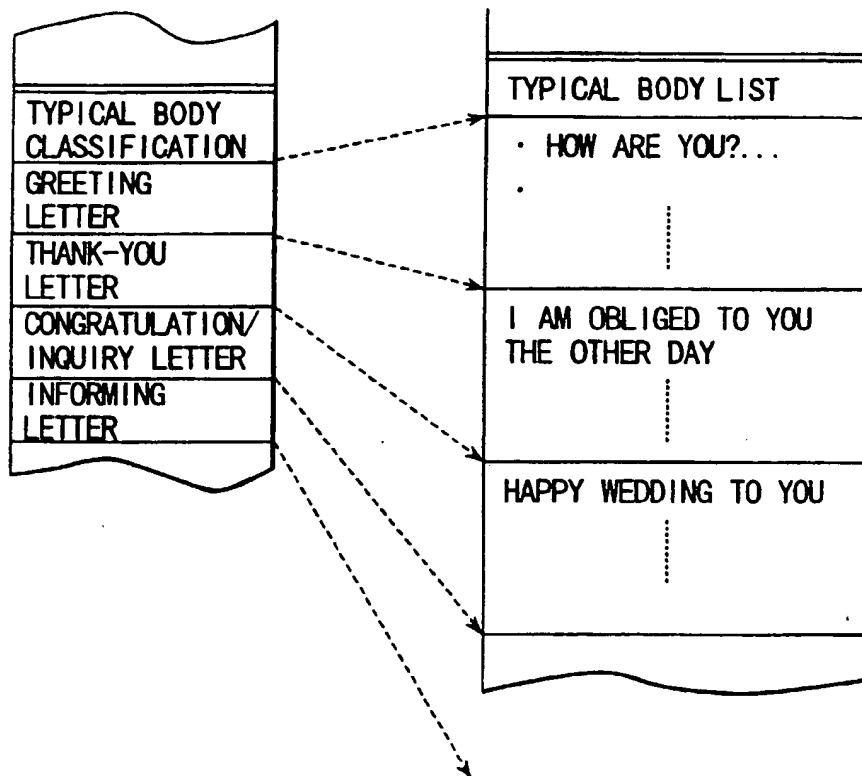 TYPICAL BODY
CLASSIFICATION
GREETING
LETTER
THANK-YOU
LETTER
CONGRATULATION/
INQUIRY LETTER
INFORMING
LETTER
TYPICAL BODY LIST
· HOW ARE YOU?...
·
I AM OBLIGED TO YOU
THE OTHER DAY
HAPPY WEDDING TO YOU